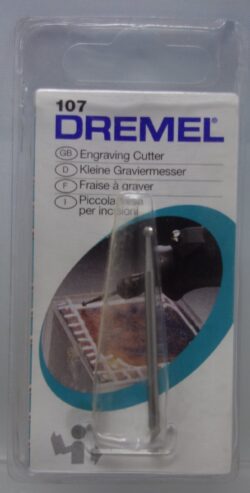 107
DREMEL®
GB Engraving Cutter
D Kleine Graviermesser
F Fraise à graver
I Piccola
per incisioni